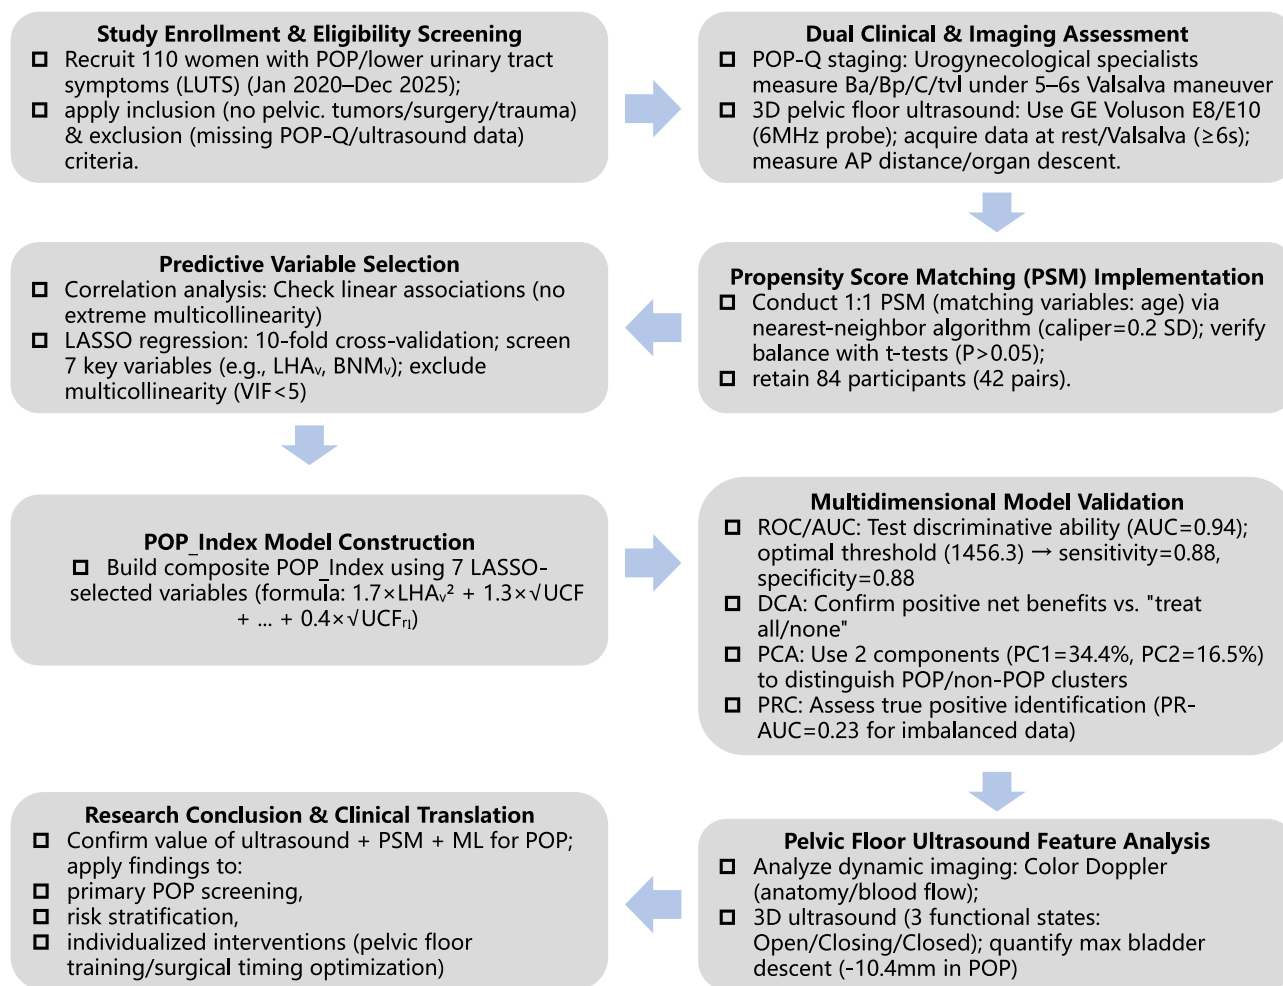 Study Enrollment & Eligibility Screening
Recruit 110 women with POP/lower urinary tract
symptoms (LUTS) (Jan 2020–Dec 2025);
apply inclusion (no pelvic. tumors/surgery/trauma)
& exclusion (missing POP-Q/ultrasound data)
criteria.
Dual Clinical & Imaging Assessment
POP-Q staging: Urogynecological specialists
measure Ba/Bp/C/tvl under 5–6s Valsalva maneuver
3D pelvic floor ultrasound: Use GE Voluson E8/E10
(6MHz probe); acquire data at rest/Valsalva (≥6s);
measure AP distance/organ descent.
Propensity Score Matching (PSM) Implementation
Conduct 1:1 PSM (matching variables: age) via
nearest-neighbor algorithm (caliper=0.2 SD); verify
balance with t-tests (P>0.05);
retain 84 participants (42 pairs).
Predictive Variable Selection
Correlation analysis: Check linear associations (no
extreme multicollinearity)
LASSO regression: 10-fold cross-validation; screen
7 key variables (e.g., LHAᵥ, BNMᵥ); exclude
multicollinearity (VIF<5)
POP_Index Model Construction
Build composite POP_Index using 7 LASSO-
selected variables (formula: 1.7×LHAᵥ² + 1.3×√UCF
+ ... + 0.4×√UCFᵣₗ)
Multidimensional Model Validation
ROC/AUC: Test discriminative ability (AUC=0.94);
optimal threshold (1456.3) → sensitivity=0.88,
specificity=0.88
DCA: Confirm positive net benefits vs. "treat
all/none"
PCA: Use 2 components (PC1=34.4%, PC2=16.5%)
to distinguish POP/non-POP clusters
PRC: Assess true positive identification (PR-
AUC=0.23 for imbalanced data)
Pelvic Floor Ultrasound Feature Analysis
Analyze dynamic imaging: Color Doppler
(anatomy/blood flow);
3D ultrasound (3 functional states:
Open/Closing/Closed); quantify max bladder
descent (-10.4mm in POP)
Research Conclusion & Clinical Translation
Confirm value of ultrasound + PSM + ML for POP;
apply findings to:
primary POP screening,
risk stratification,
individualized interventions (pelvic floor
training/surgical timing optimization)